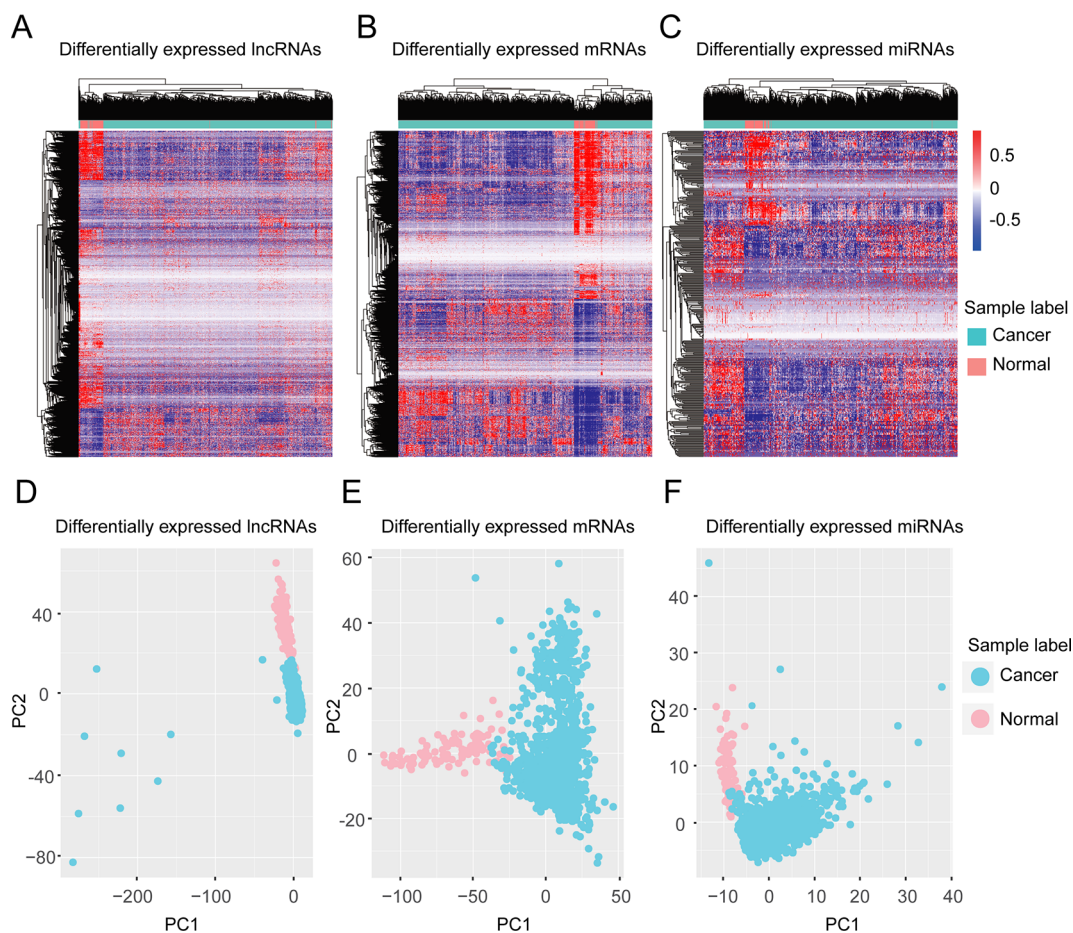 A
B
C
Differentially expressed lncRNAs
Differentially expressed mRNAs
Differentially expressed miRNAs
0.5
0
-0.5
Sample label
Cancer
Normal
D
E
F
Differentially expressed lncRNAs
Differentially expressed mRNAs
Differentially expressed miRNAs
PC2
40
0
−40
−80
−200
−100
0
PC1
PC2
60
40
20
0
−20
−100
−50
0
50
PC1
PC2
40
30
20
10
0
−10
0
10
20
30
40
PC1
Sample label
Cancer
Normal